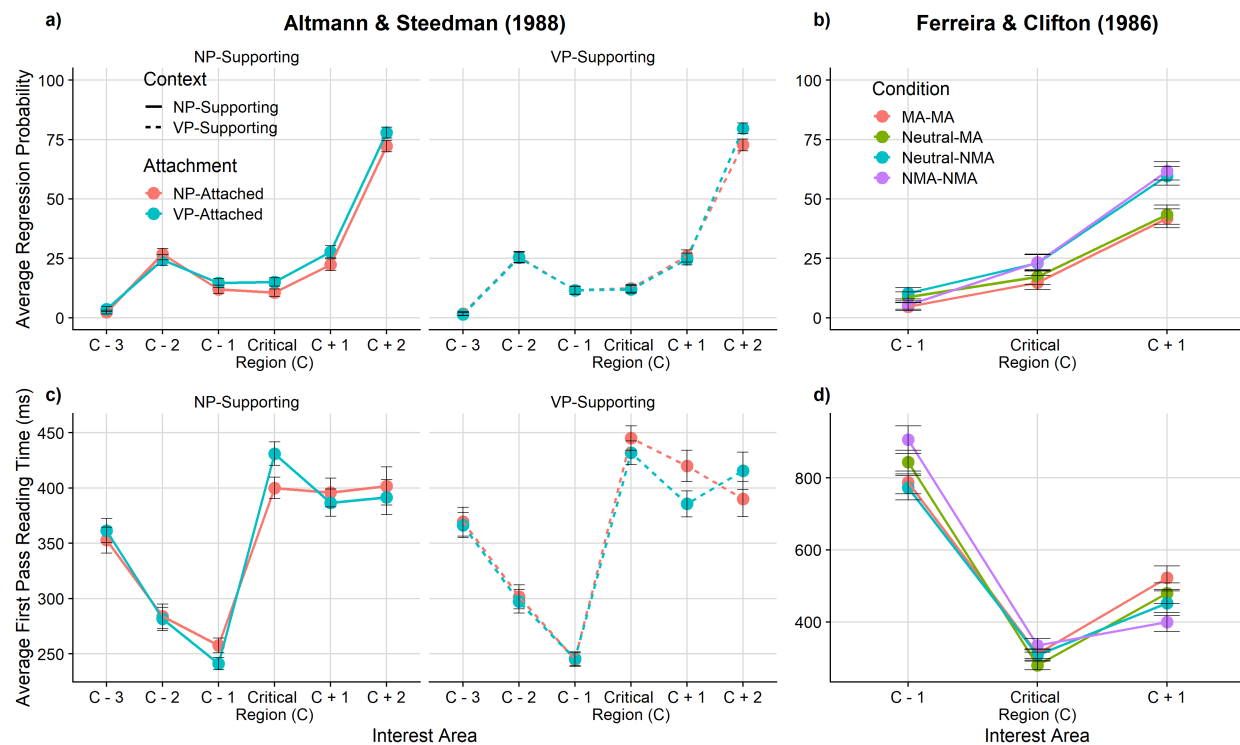 a)
Altmann & Steedman (1988)
b)
Ferreira & Clifton (1986)
NP-Supporting
VP-Supporting
Average Regression Probability
100
75
50
25
0
Context
NP-Supporting
VP-Supporting
Attachment
NP-Attached
VP-Attached
C - 3
C - 2
C - 1
Critical
Region (C)
C + 1
C + 2
C - 3
C - 2
C - 1
Critical
Region (C)
C + 1
C + 2
100
75
50
25
0
Condition
MA-MA
Neutral-MA
Neutral-NMA
NMA-NMA
C - 1
Critical
Region (C)
C + 1
c)
NP-Supporting
VP-Supporting
d)
Average First Pass Reading Time (ms)
450
400
350
300
250
C - 3
C - 2
C - 1
Critical
Region (C)
C + 1
C + 2
C - 3
C - 2
C - 1
Critical
Region (C)
C + 1
C + 2
Interest Area
800
600
400
C - 1
Critical
Region (C)
C + 1
Interest Area